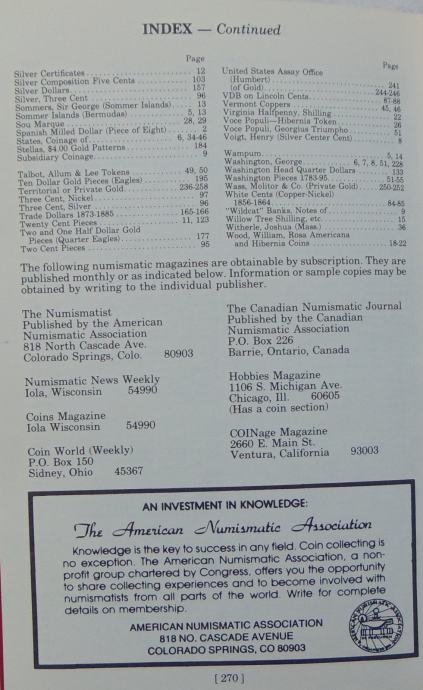 INDEX — Continued
Page
Silver Certificates 12
Silver Composition Five Cents 103
Silver Dollars 157
Silver, Three Cent 96
Sommers, Sir George (Sommer Islands) 13
Sommer Islands (Bermudas) 5, 13
Sou Marque 28, 29
Spanish Milled Dollar (Piece of Eight) 2
States, Coinage of 6, 34-46
Stellas, $4.00 Gold Patterns 184
Subsidiary Coinage 9
Talbot, Allum & Lee Tokens 49, 50
Ten Dollar Gold Pieces (Eagles) 195
Territorial or Private Gold 236-258
Three Cent, Nickel 97
Three Cent, Silver 96
Trade Dollars 1873-1885 165-166
Twenty Cent Pieces 11, 123
Two and One Half Dollar Gold
Pieces (Quarter Eagles) 177
Two Cent Pieces 95
Page
United States Assay Office
(Humbert) 241
(of Gold) 244-246
VDB on Lincoln Cents 87-88
Vermont Coppers 45, 46
Virginia Halfpenny, Shilling 22
Voce Populi—Hibernia Token 26
Voce Populi, Georgius Triumpho 51
Voigt, Henry (Silver Center Cent) 8
Wampum 5, 14
Washington, George 6, 7, 8, 51, 228
Washington Head Quarter Dollars 133
Washington Pieces 1783-95 51-55
Wass, Molitor & Co. (Private Gold) 250-252
White Cents (Copper-Nickel)
1856-1864 84-85
"Wildcat" Banks, Notes of 9
Willow Tree Shilling, etc. 15
Witherle, Joshua (Mass.) 36
Wood, William, Rosa Americana
and Hibernia Coins 18-22
The following numismatic magazines are obtainable by subscription. They are
published monthly or as indicated below. Information or sample copies may be
obtained by writing to the individual publisher.
The Numismatist
Published by the American
Numismatic Association
818 North Cascade Ave.
Colorado Springs, Colo. 80903
Numismatic News Weekly
Iola, Wisconsin 54990
Coins Magazine
Iola Wisconsin 54990
Coin World (Weekly)
P.O. Box 150
Sidney, Ohio 45367
The Canadian Numismatic Journal
Published by the Canadian
Numismatic Association
P.O. Box 226
Barrie, Ontario, Canada
Hobbies Magazine
1106 S. Michigan Ave.
Chicago, Ill. 60605
(Has a coin section)
COINage Magazine
2660 E. Main St.
Ventura, California 93003
AN INVESTMENT IN KNOWLEDGE:
The American Numismatic Association
Knowledge is the key to success in any field. Coin collecting is
no exception. The American Numismatic Association, a non-
profit group chartered by Congress, offers you the opportunity
to share collecting experiences and to become involved with
numismatists from all parts of the world. Write for complete
details on membership.
AMERICAN NUMISMATIC ASSOCIATION
818 NO. CASCADE AVENUE
COLORADO SPRINGS, CO 80903
AMERICAN NUMISMATIC ASSOCIATION
[ 270 ]